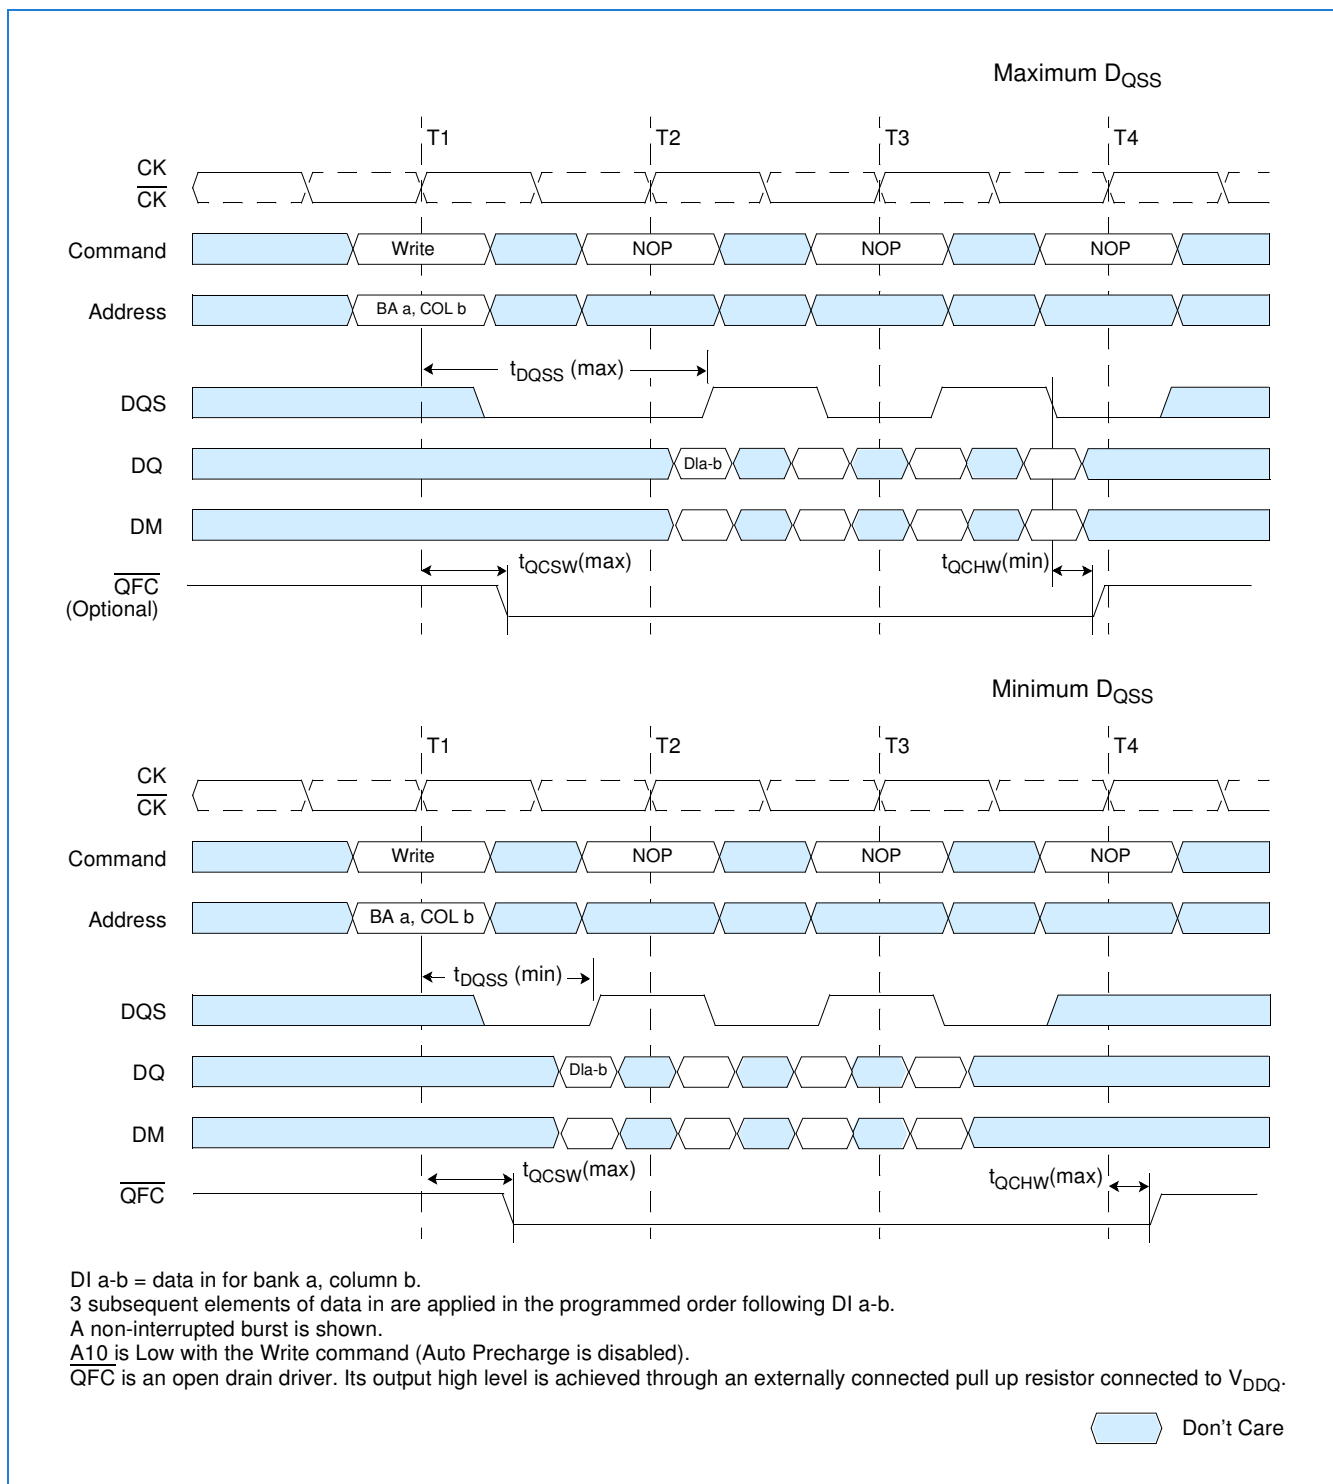 Maximum DQSS
T1 T2 T3 T4
CK
CK
Command Write NOP NOP NOP
Address BA a, COL b
tDQSS (max)
DQS
DQ DIa-b
DM
tQCSW(max) tQCHW(min)
QFC
(Optional)
Minimum DQSS
T1 T2 T3 T4
CK
CK
Command Write NOP NOP NOP
Address BA a, COL b
tDQSS (min)
DQS
DQ DIa-b
DM
tQCSW(max) tQCHW(max)
QFC
DI a-b = data in for bank a, column b.
3 subsequent elements of data in are applied in the programmed order following DI a-b.
A non-interrupted burst is shown.
A10 is Low with the Write command (Auto Precharge is disabled).
QFC is an open drain driver. Its output high level is achieved through an externally connected pull up resistor connected to VDDQ.
Don't Care